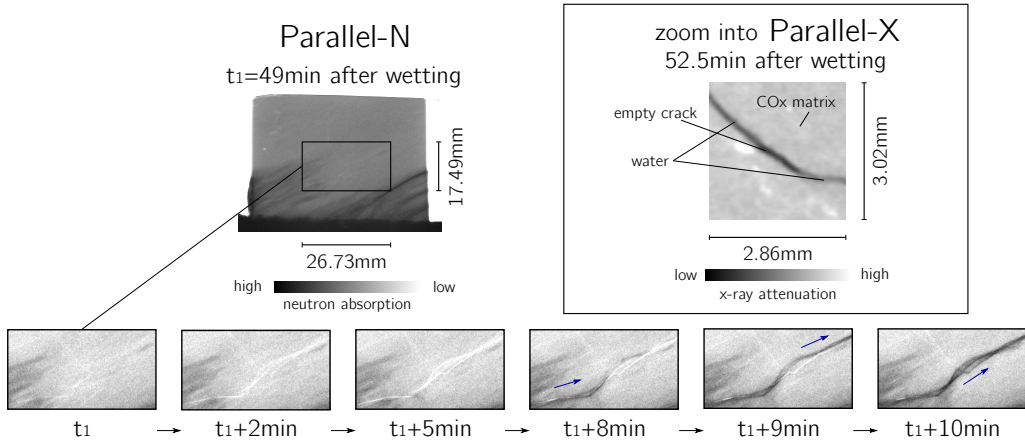 Parallel-N
t1=49min after wetting
17.49mm
26.73mm
high low
neutron absorption
zoom into Parallel-X
52.5min after wetting
COx matrix
empty crack
water
3.02mm
2.86mm
low high
x-ray attenuation
t1
t1+2min
t1+5min
t1+8min
t1+9min
t1+10min